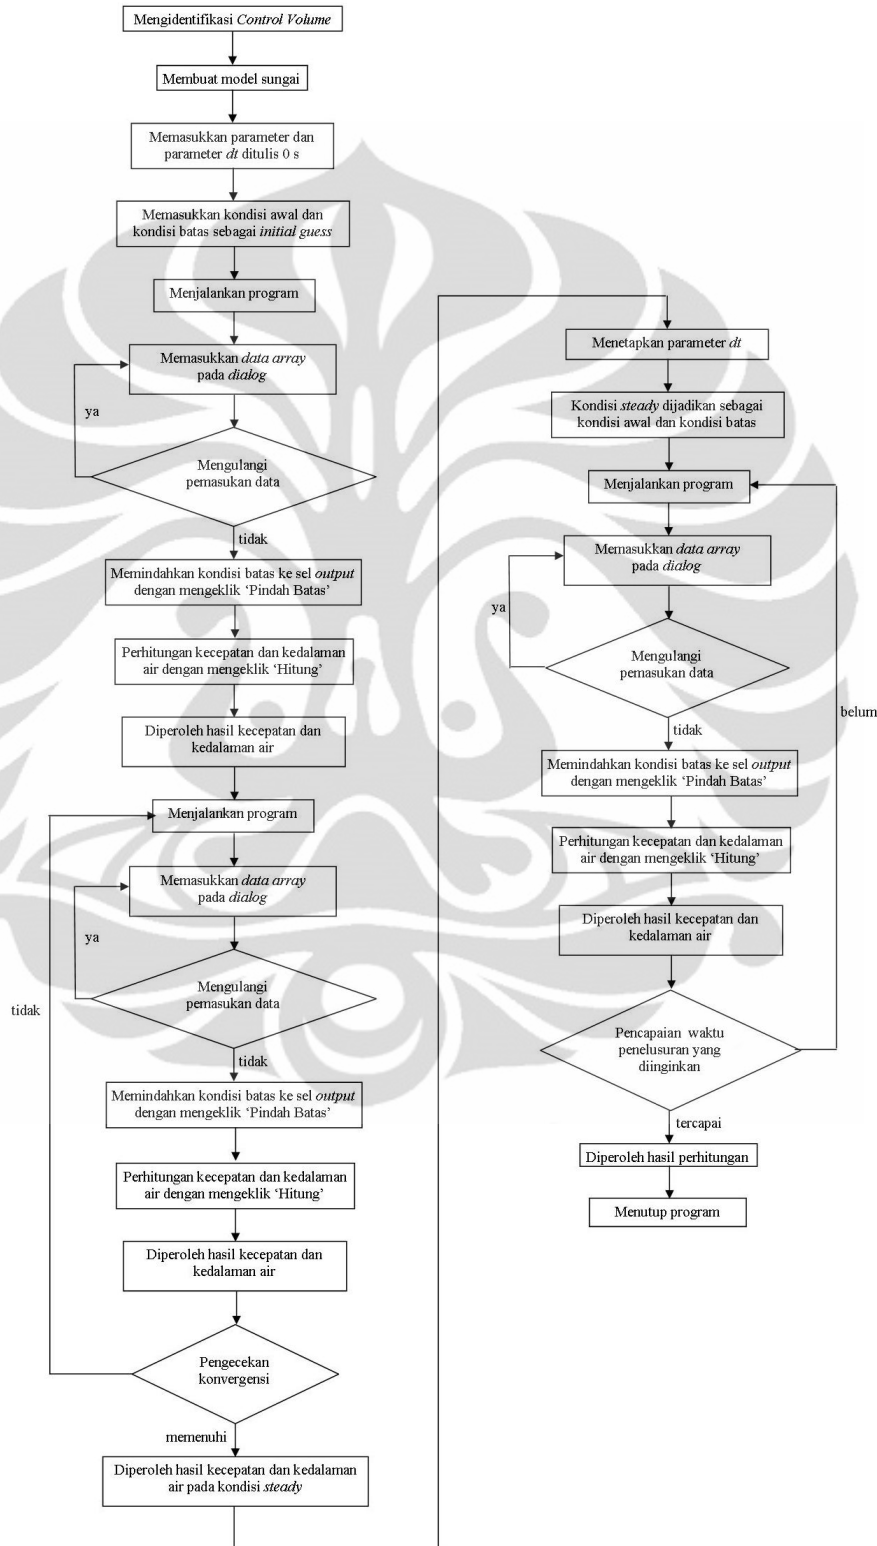 Mengidentifikasi Control Volume
Membuat model sungai
Memasukkan parameter dan
parameter dt ditulis 0 s
Memasukkan kondisi awal dan
kondisi batas sebagai initial guess
Menjalankan program
Memasukkan data array
pada dialog
ya
Mengulangi
pemasukan data
tidak
Memindahkan kondisi batas ke sel output
dengan mengeklik ‘Pindah Batas’
Perhitungan kecepatan dan kedalaman
air dengan mengeklik ‘Hitung’
Diperoleh hasil kecepatan dan
kedalaman air
Menjalankan program
Memasukkan data array
pada dialog
ya
Mengulangi
pemasukan data
tidak
tidak
Memindahkan kondisi batas ke sel output
dengan mengeklik ‘Pindah Batas’
Perhitungan kecepatan dan kedalaman
air dengan mengeklik ‘Hitung’
Diperoleh hasil kecepatan dan
kedalaman air
Pengecekan
konvergensi
memenuhi
Diperoleh hasil kecepatan dan kedalaman
air pada kondisi steady
Menetapkan parameter dt
Kondisi steady dijadikan sebagai
kondisi awal dan kondisi batas
Menjalankan program
Memasukkan data array
pada dialog
ya
Mengulangi
pemasukan data
belum
tidak
Memindahkan kondisi batas ke sel output
dengan mengeklik ‘Pindah Batas’
Perhitungan kecepatan dan kedalaman
air dengan mengeklik ‘Hitung’
Diperoleh hasil kecepatan dan
kedalaman air
Pencapaian waktu
penelusuran yang
diinginkan
tercapai
Diperoleh hasil perhitungan
Menutup program